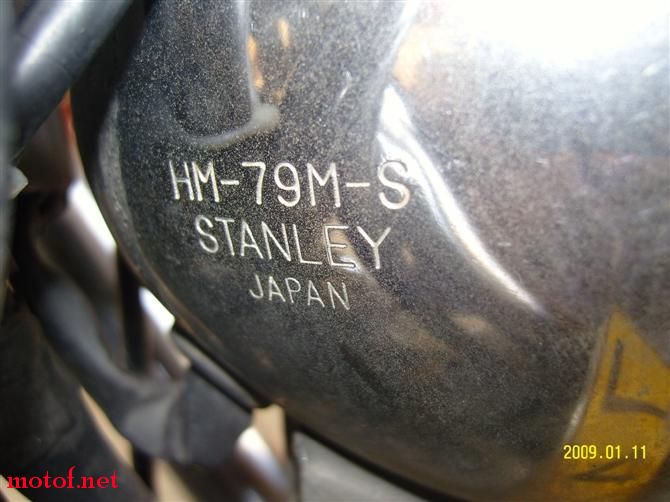 HM-79M-S
STANLEY
JAPAN
2009.01.11
motof.net